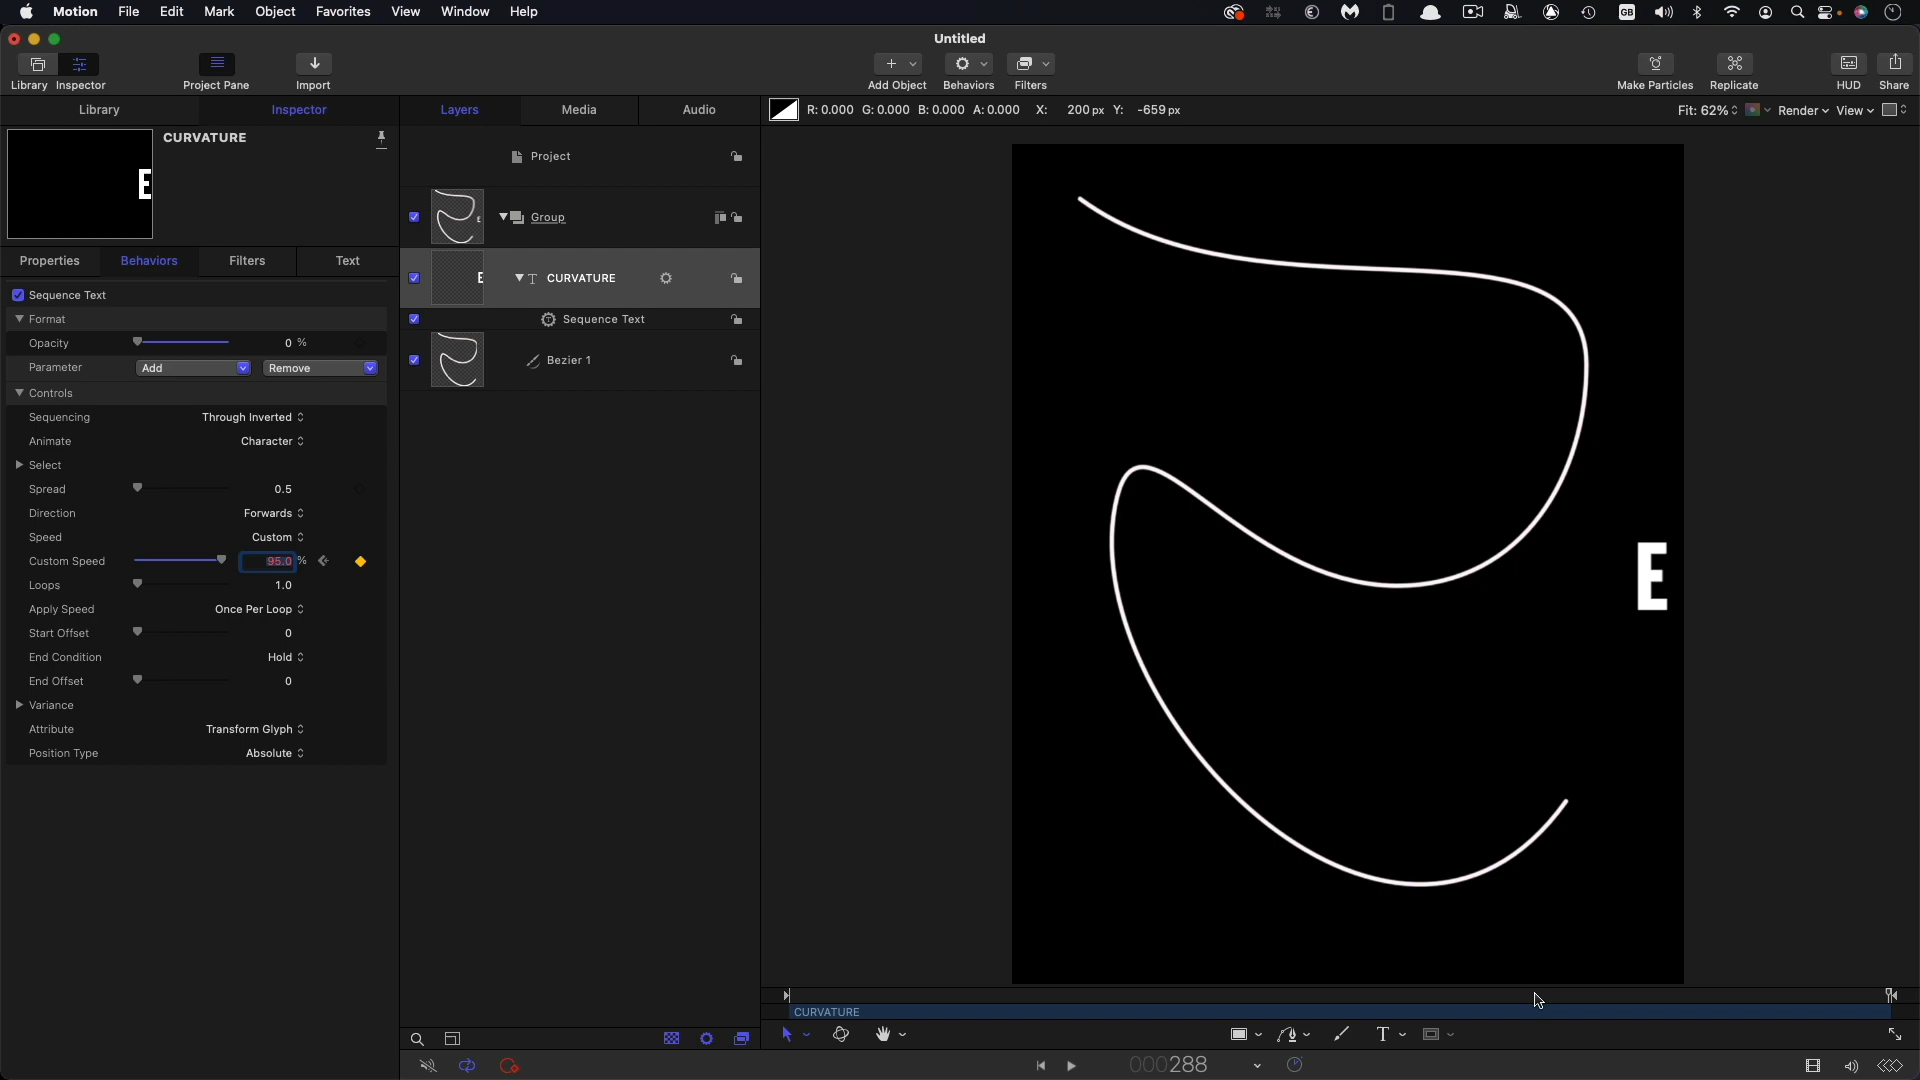 Motion File Edit Mark Object Favorites View Window Help GB
Untitled
Library Inspector Project Pane Import Add Object Behaviors Filters Make Particles Replicate HUD Share
Library Inspector Layers Media Audio R: 0.000 G: 0.000 B: 0.000 A: 0.000 X: 200 px Y: -659 px Fit: 62% Render View
CURVATURE
E
Project
Group
Properties Behaviors Filters Text
CURVATURE
E
Sequence Text
Sequence Text
Format
Opacity 0 %
Parameter Add Remove
Bezier 1
Controls
Sequencing Through Inverted
Animate Character
Select
Spread 0.5
Direction Forwards
Speed Custom
Custom Speed 95.0 %
Loops 1.0
Apply Speed Once Per Loop
Start Offset 0
End Condition Hold
End Offset 0
Variance
Attribute Transform Glyph
Position Type Absolute
E
CURVATURE
T
000288